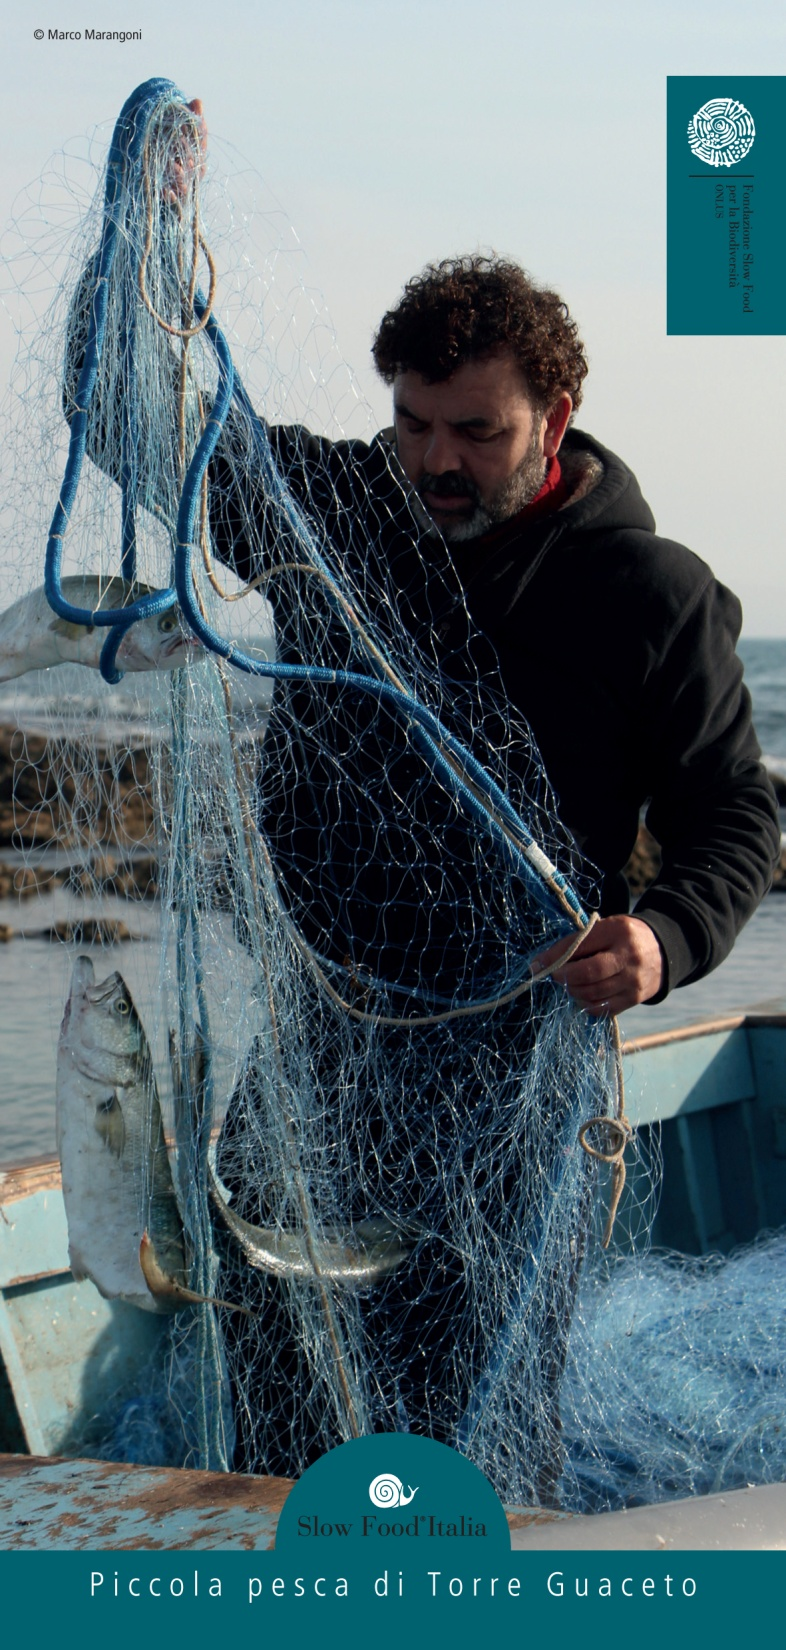 © Marco Marangoni
Fondazione Slow Food
per la Biodiversità
ONLUS
Slow Food® Italia
Piccola pesca di Torre Guaceto